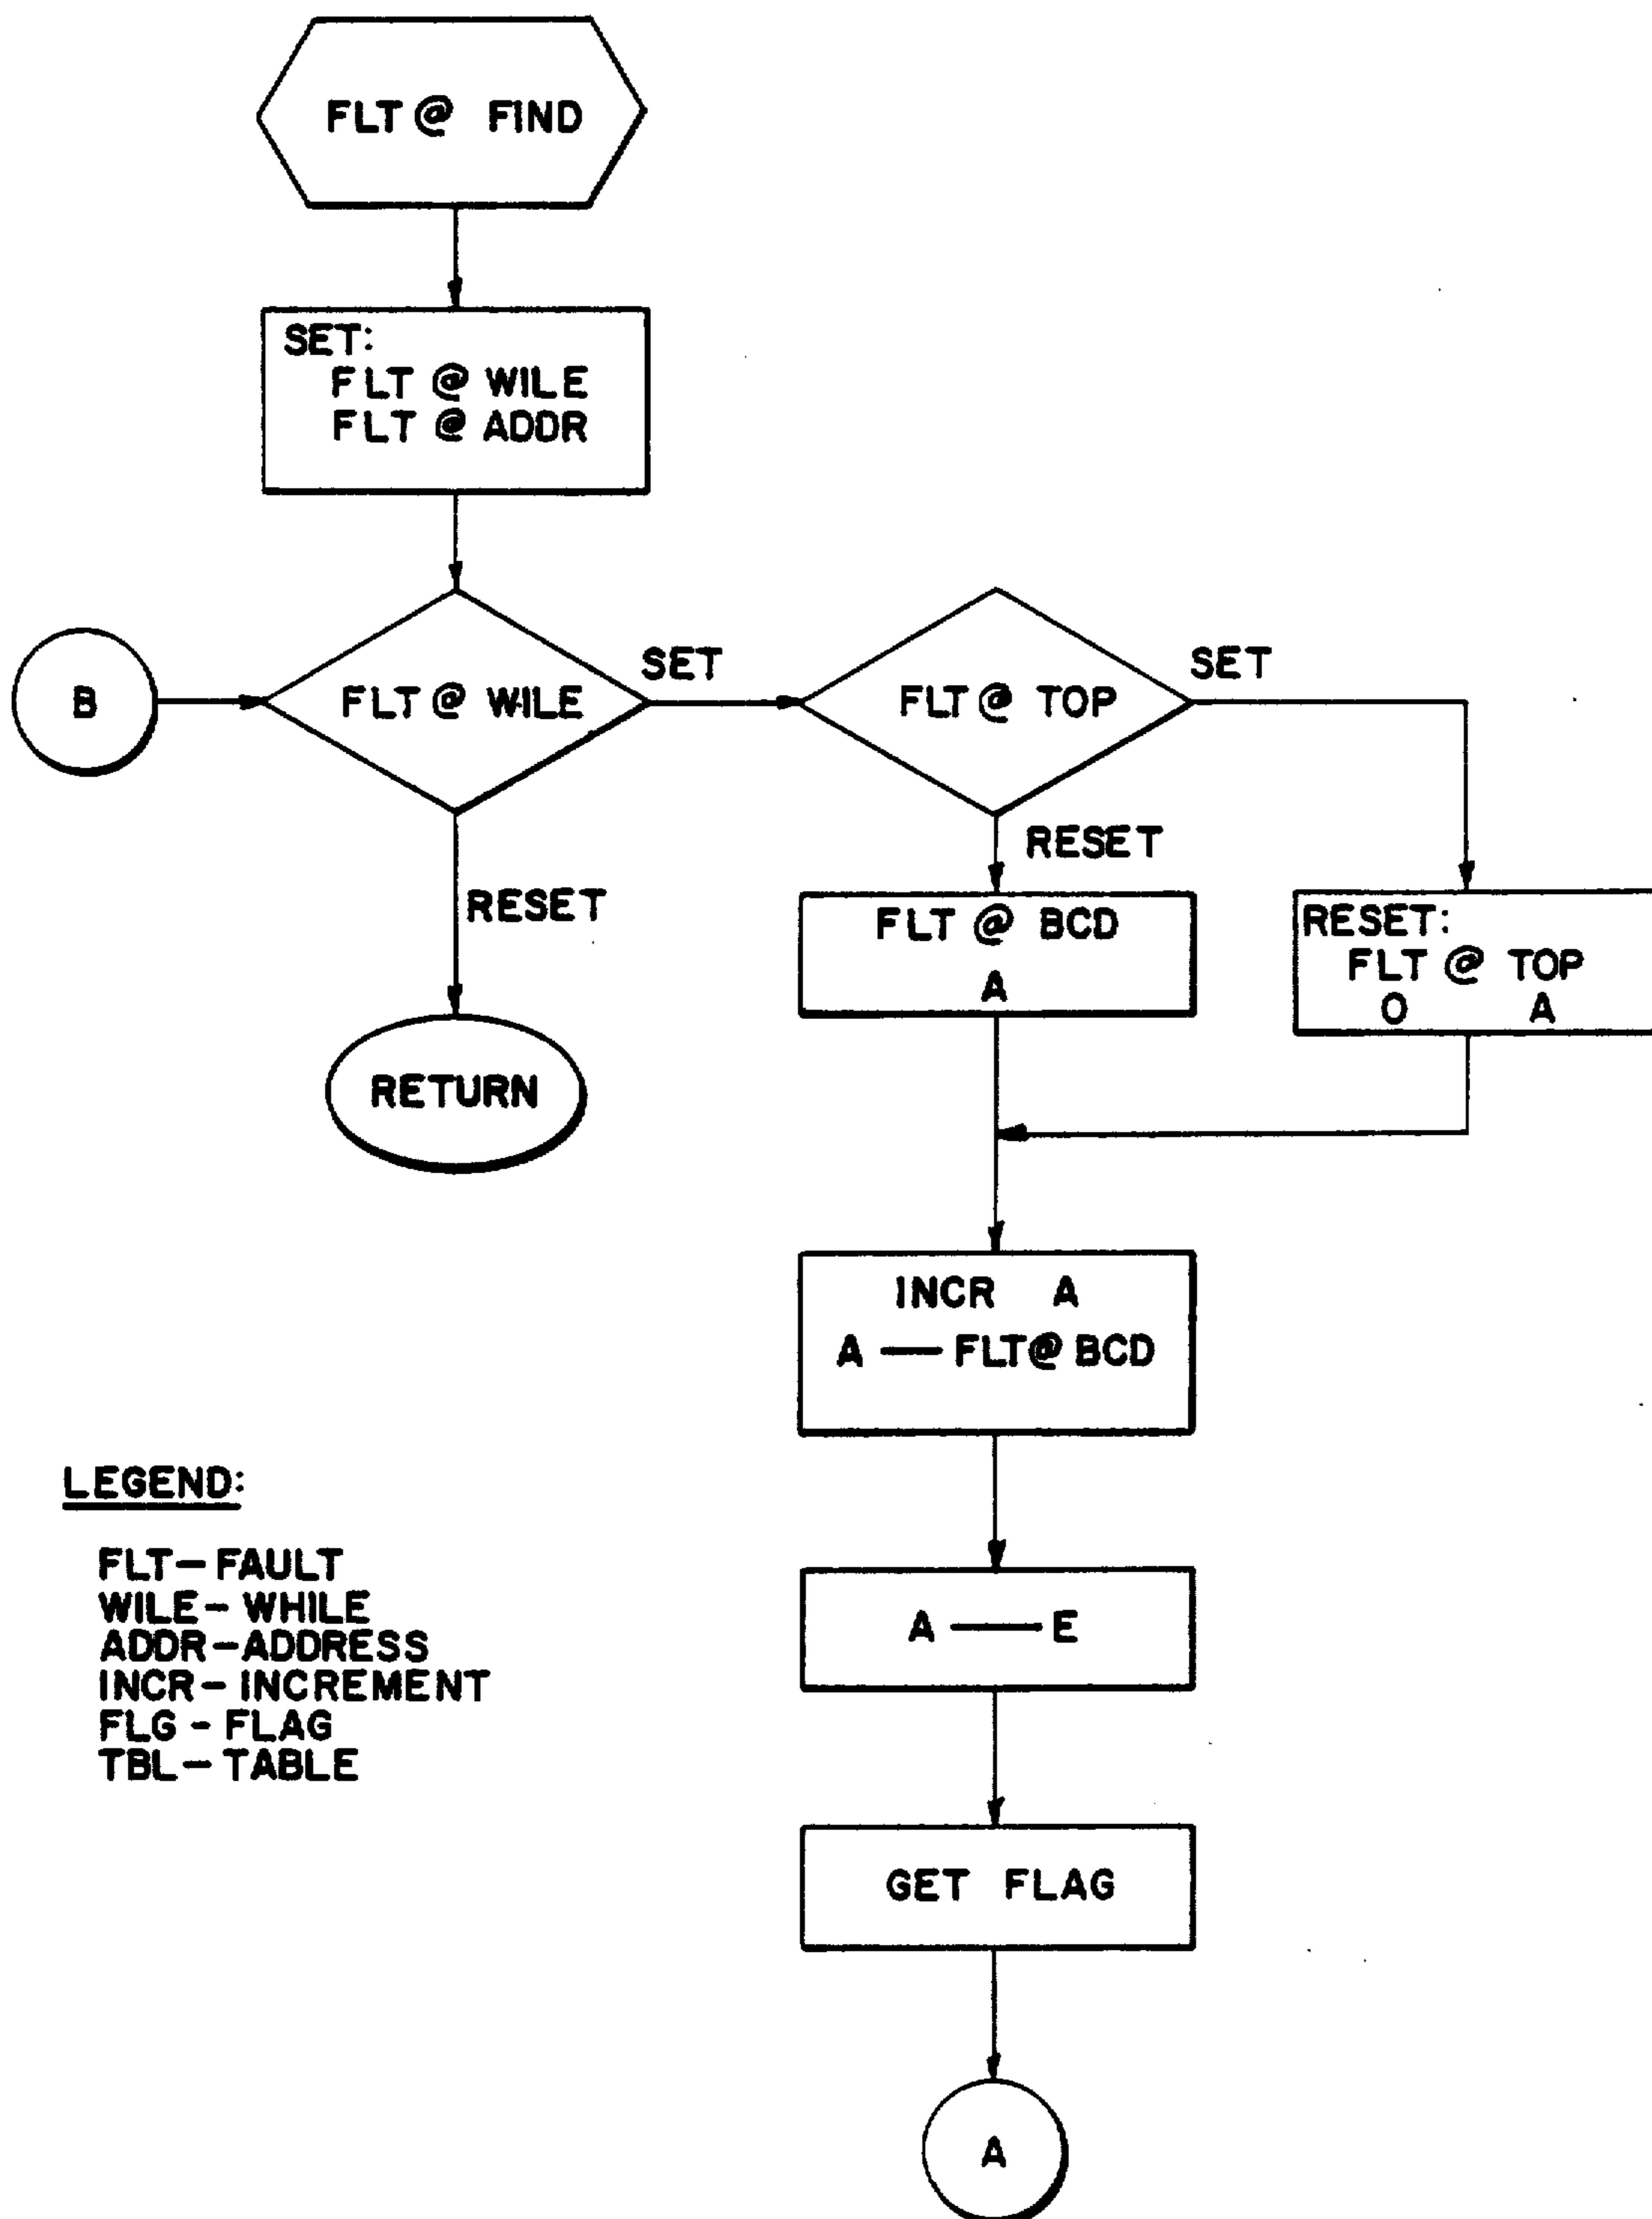 FLT @ FIND
SET:
FLT @ WILE
FLT @ ADDR
B
FLT @ WILE
SET
FLT @ TOP
SET
RESET
RESET
FLT @ BCD
A
RESET:
FLT @ TOP
O A
RETURN
INCR A
A — FLT@ BCD
A — E
GET FLAG
A
LEGEND:
FLT – FAULT
WILE – WHILE
ADDR – ADDRESS
INCR – INCREMENT
FLG - FLAG
TBL – TABLE